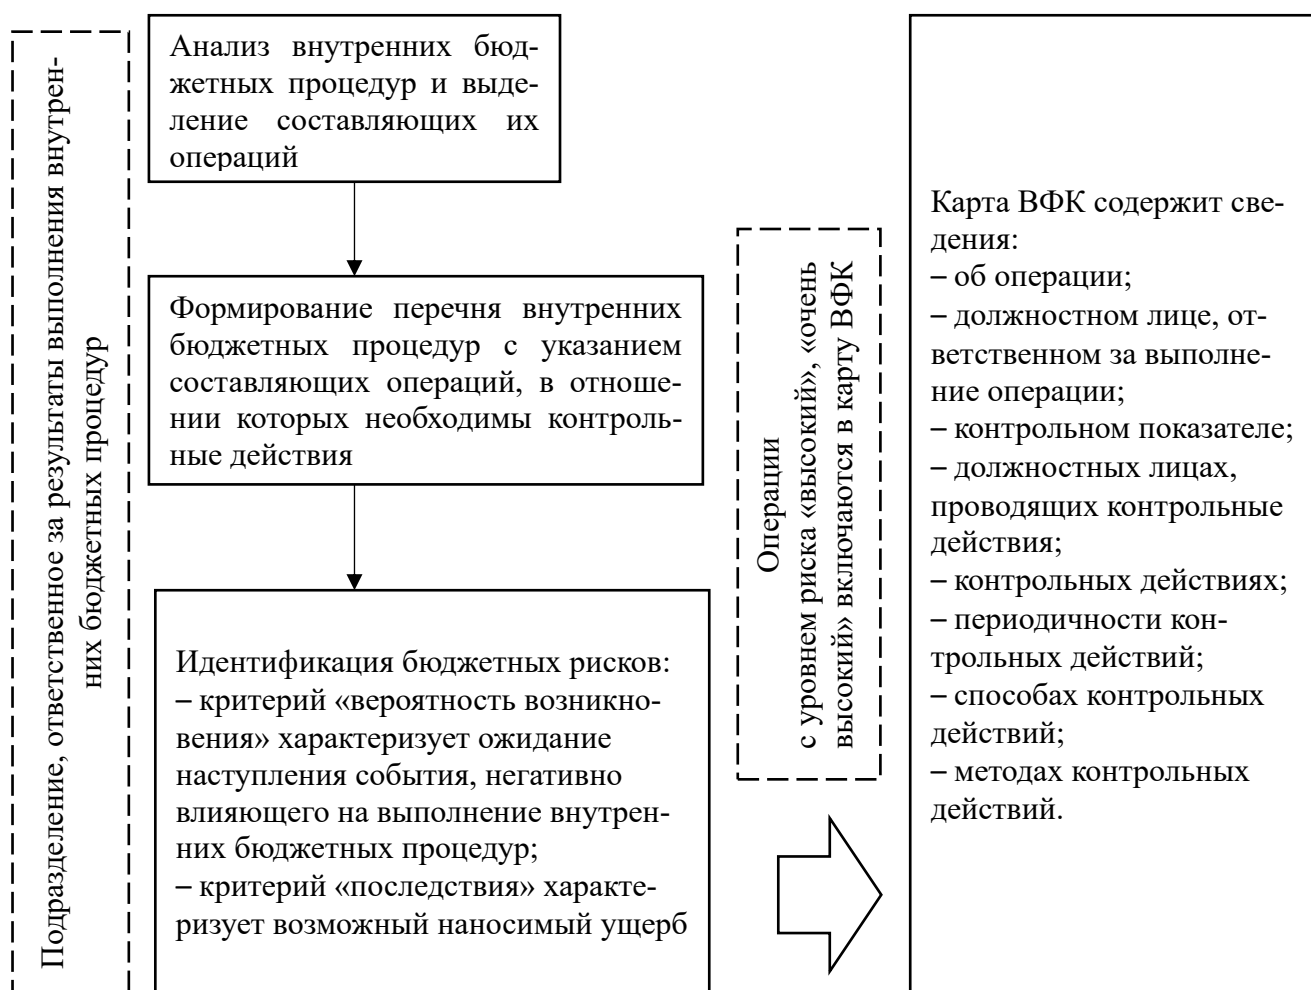 Подразделение, ответственное за результаты выполнения внутрен-
них бюджетных процедур
Анализ внутренних бюд-
жетных процедур и выде-
ление составляющих их
операций
Формирование перечня внутренних
бюджетных процедур с указанием
составляющих операций, в отноше-
нии которых необходимы контроль-
ные действия
Идентификация бюджетных рисков:
– критерий «вероятность возникно-
вения» характеризует ожидание
наступления события, негативно
влияющего на выполнение внутрен-
них бюджетных процедур;
– критерий «последствия» характе-
ризует возможный наносимый ущерб
Операции
с уровнем риска «высокий», «очень
высокий» включаются в карту ВФК
Карта ВФК содержит све-
дения:
– об операции;
– должностном лице, от-
ветственном за выполне-
ние операции;
– контрольном показателе;
– должностных лицах,
проводящих контрольные
действия;
– контрольных действиях;
– периодичности кон-
трольных действий;
– способах контрольных
действий;
– методах контрольных
действий.